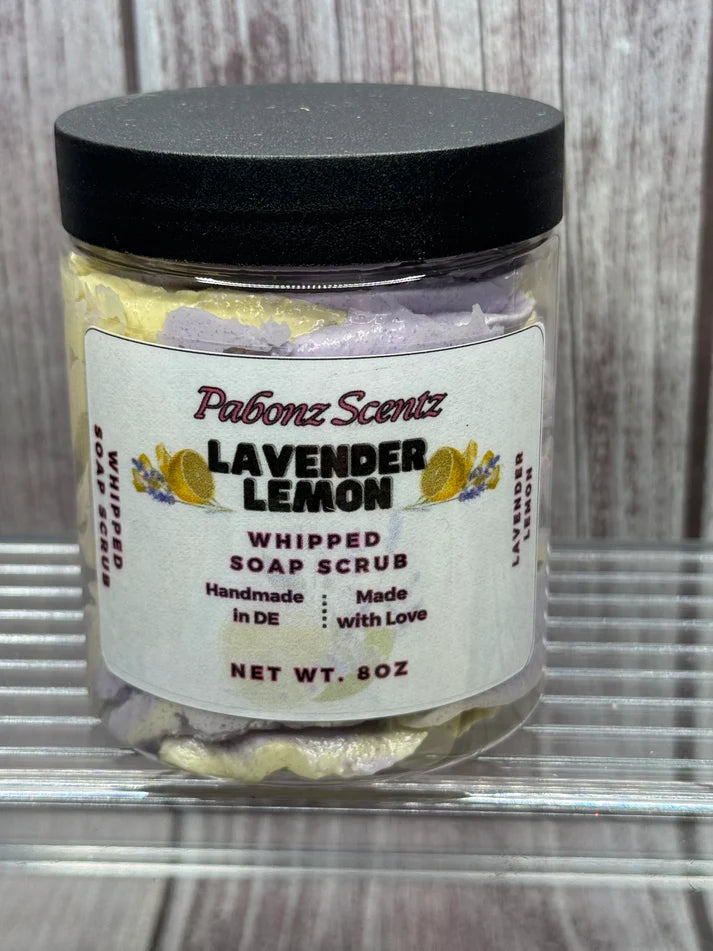 Pabonz Scentz
LAVENDER
LEMON
WHIPPED
SOAP SCRUB
Handmade
in DE
Made
with Love
NET WT. 8OZ
WHIPPED
SOAP SCRUB
LAVENDER
LEMON